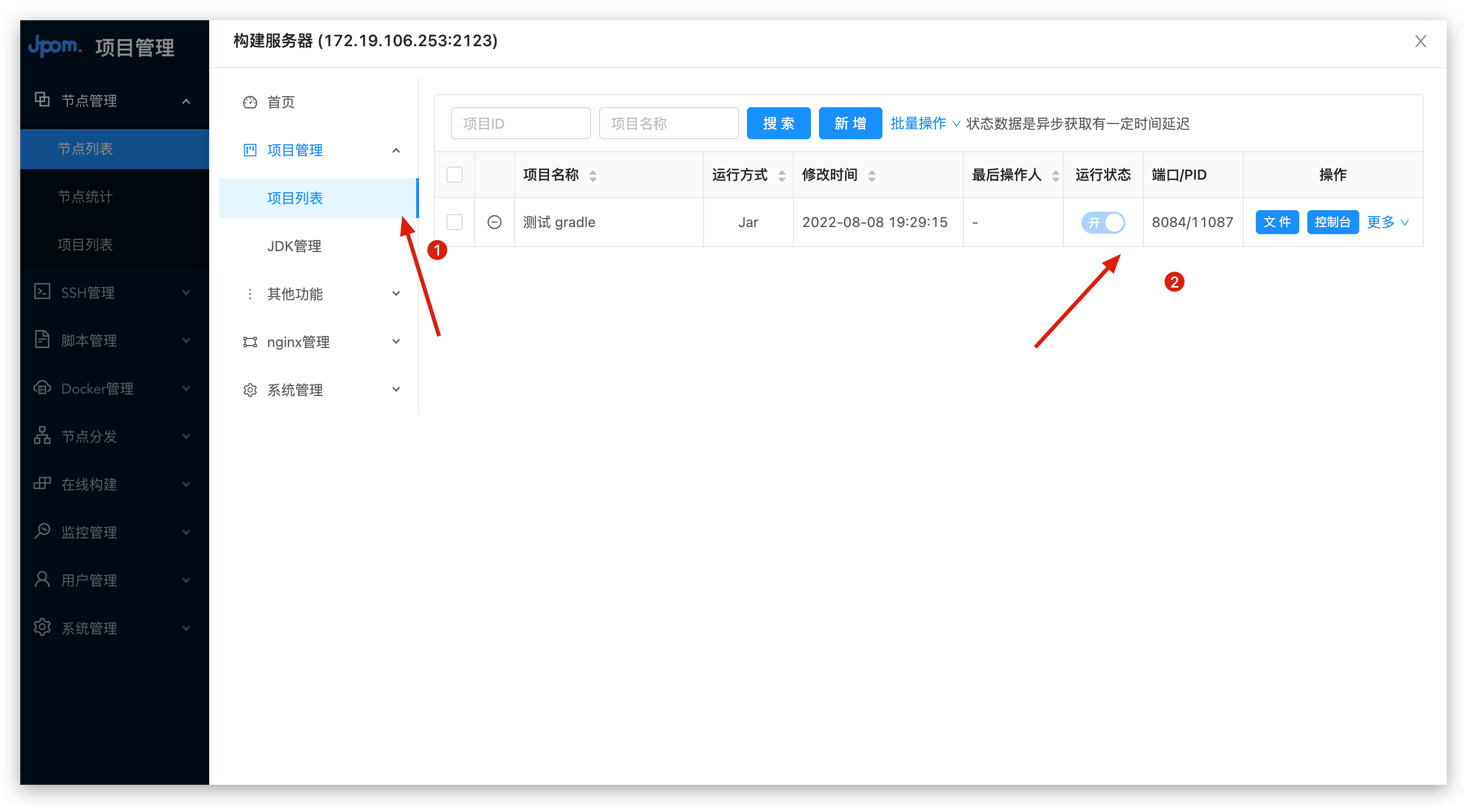 Jpom. 项目管理
节点管理
节点列表
节点统计
项目列表
SSH管理
脚本管理
Docker管理
节点分发
在线构建
监控管理
用户管理
系统管理
构建服务器 (172.19.106.253:2123)
首页
项目管理
项目列表
JDK管理
其他功能
nginx管理
系统管理
1
项目ID 项目名称 搜 索 新 增 批量操作 状态数据是异步获取有一定时间延迟
项目名称 运行方式 修改时间 最后操作人 运行状态 端口/PID 操作
测试 gradle Jar 2022-08-08 19:29:15 - 开 8084/11087 文 件 控制台 更多
2